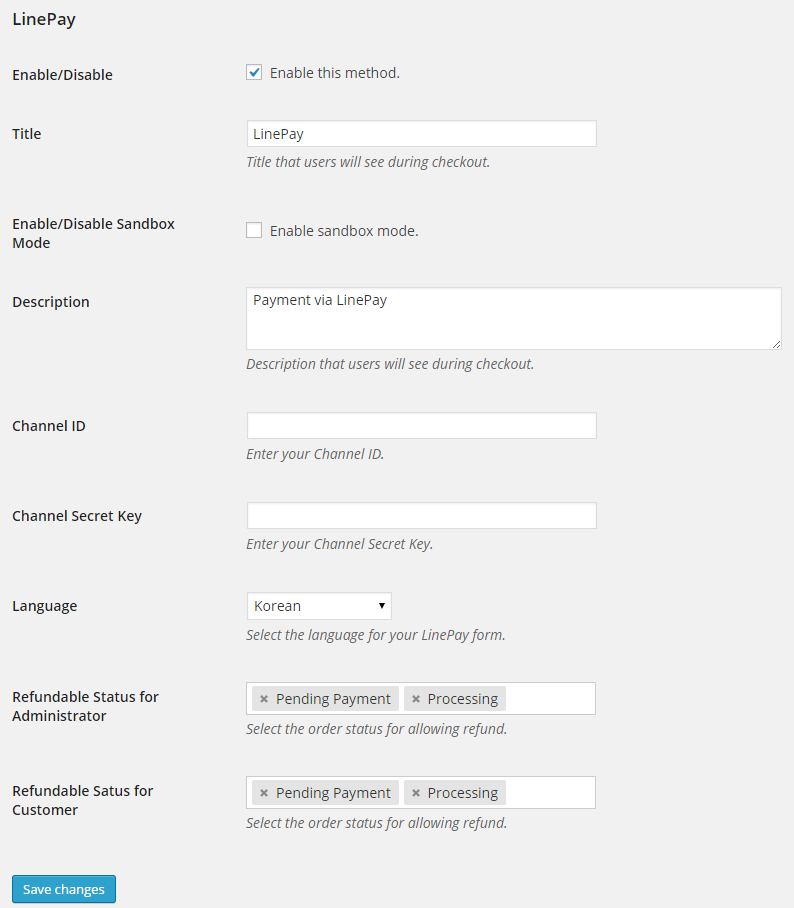 LinePay
Enable/Disable
Enable this method.
Title
LinePay
Title that users will see during checkout.
Enable/Disable Sandbox
Mode
Enable sandbox mode.
Description
Payment via LinePay
Description that users will see during checkout.
Channel ID
Enter your Channel ID.
Channel Secret Key
Enter your Channel Secret Key.
Language
Korean
Select the language for your LinePay form.
Refundable Status for
Administrator
× Pending Payment × Processing
Select the order status for allowing refund.
Refundable Satus for
Customer
× Pending Payment × Processing
Select the order status for allowing refund.
Save changes